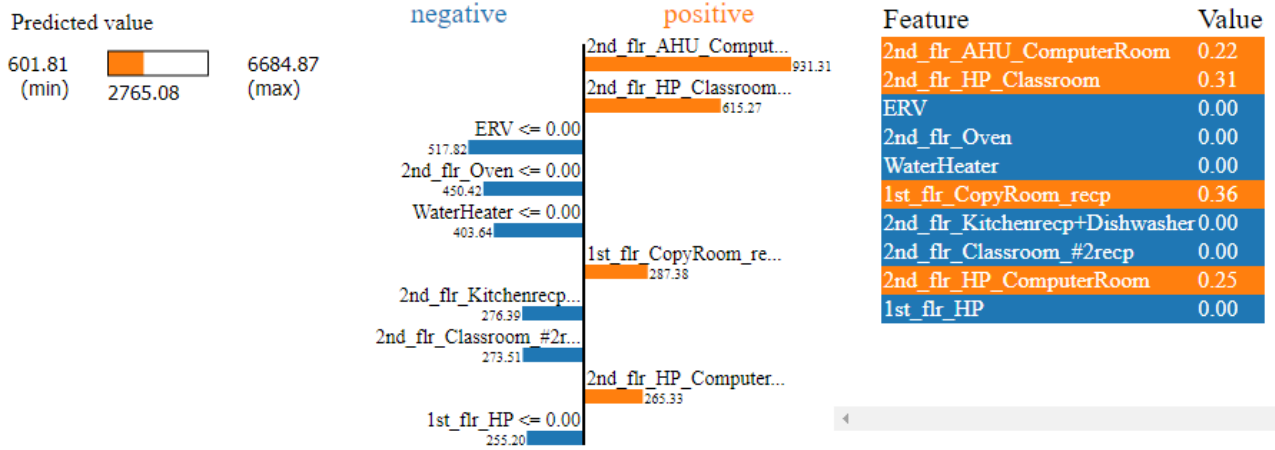 Predicted value
601.81
(min)
2765.08
6684.87
(max)
negative
positive
2nd_flr_AHU_Comput...
931.31
2nd_flr_HP_Classroom...
615.27
ERV <= 0.00
517.82
2nd_flr_Oven <= 0.00
450.42
WaterHeater <= 0.00
403.64
1st_flr_CopyRoom_re...
287.38
2nd_flr_Kitchenrecp...
276.39
2nd_flr_Classroom_#2r...
273.51
2nd_flr_HP_Computer...
265.33
1st_flr_HP <= 0.00
255.20
Feature Value
2nd_flr_AHU_ComputerRoom 0.22
2nd_flr_HP_Classroom 0.31
ERV 0.00
2nd_flr_Oven 0.00
WaterHeater 0.00
1st_flr_CopyRoom_recp 0.36
2nd_flr_Kitchenrecp+Dishwasher 0.00
2nd_flr_Classroom_#2recp 0.00
2nd_flr_HP_ComputerRoom 0.25
1st_flr_HP 0.00